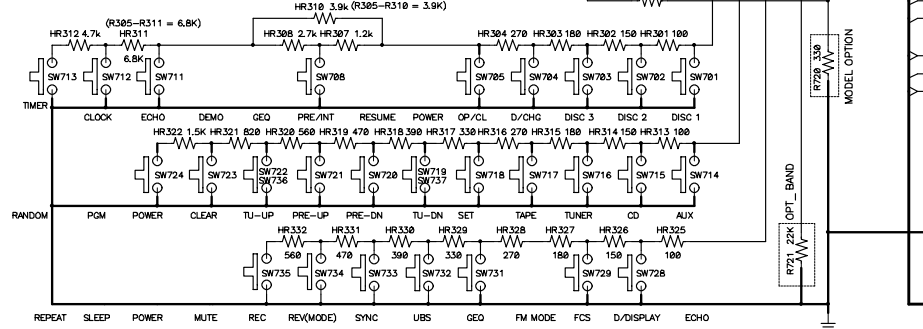 HR310 3.9k (R305-R310 = 3.9K)
(R305-R311 = 6.8K)
HR312 4.7k HR311 6.8K HR308 2.7k HR307 1.2k HR304 270 HR303 180 HR302 150 HR301 100
SW713 SW712 SW711 SW708 SW705 SW704 SW703 SW702 SW701
R720 330
MODEL OPTION
TIMER CLOCK ECHO DEMO GEQ PRE/INT RESUME POWER OP/CL D/CHG DISC 3 DISC 2 DISC 1
HR322 1.5K HR321 820 HR320 560 HR319 470 HR318 390 HR317 330 HR316 270 HR315 180 HR314 150 HR313 100
SW724 SW723 SW722 SW736 SW721 SW720 SW719 SW737 SW718 SW717 SW716 SW715 SW714
RANDOM PGM POWER CLEAR TU-UP PRE-UP PRE-DN TU-DN SET TAPE TUNER CD AUX
OPT_BAND
R721 22K
HR332 HR331 HR330 HR329 HR328 HR327 HR326 HR325
560 470 390 330 270 180 150 100
SW735 SW734 SW733 SW732 SW731 SW729 SW728
REPEAT SLEEP POWER MUTE REC REV(MODE) SYNC UBS GEQ FM MODE FCS D/DISPLAY ECHO